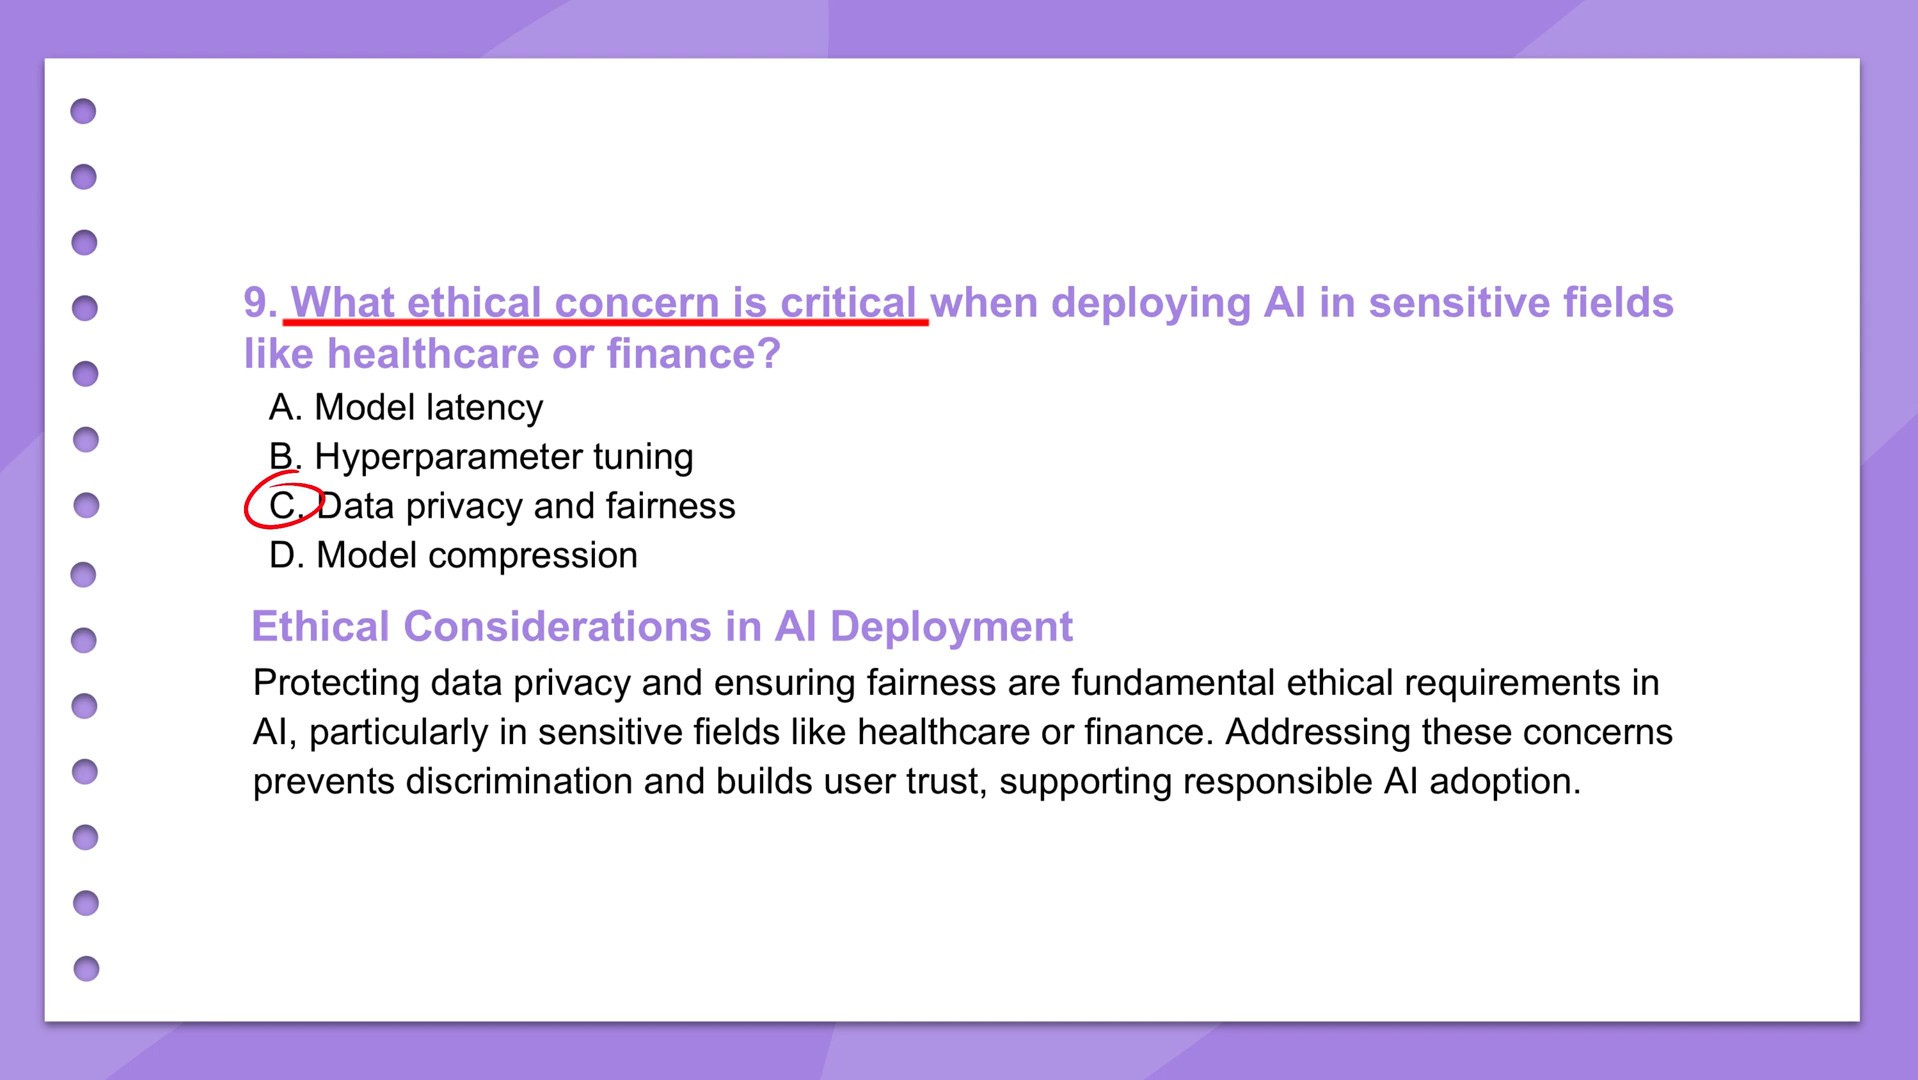 9. What ethical concern is critical when deploying AI in sensitive fields
like healthcare or finance?
A. Model latency
B. Hyperparameter tuning
C. Data privacy and fairness
D. Model compression
Ethical Considerations in AI Deployment
Protecting data privacy and ensuring fairness are fundamental ethical requirements in
AI, particularly in sensitive fields like healthcare or finance. Addressing these concerns
prevents discrimination and builds user trust, supporting responsible AI adoption.